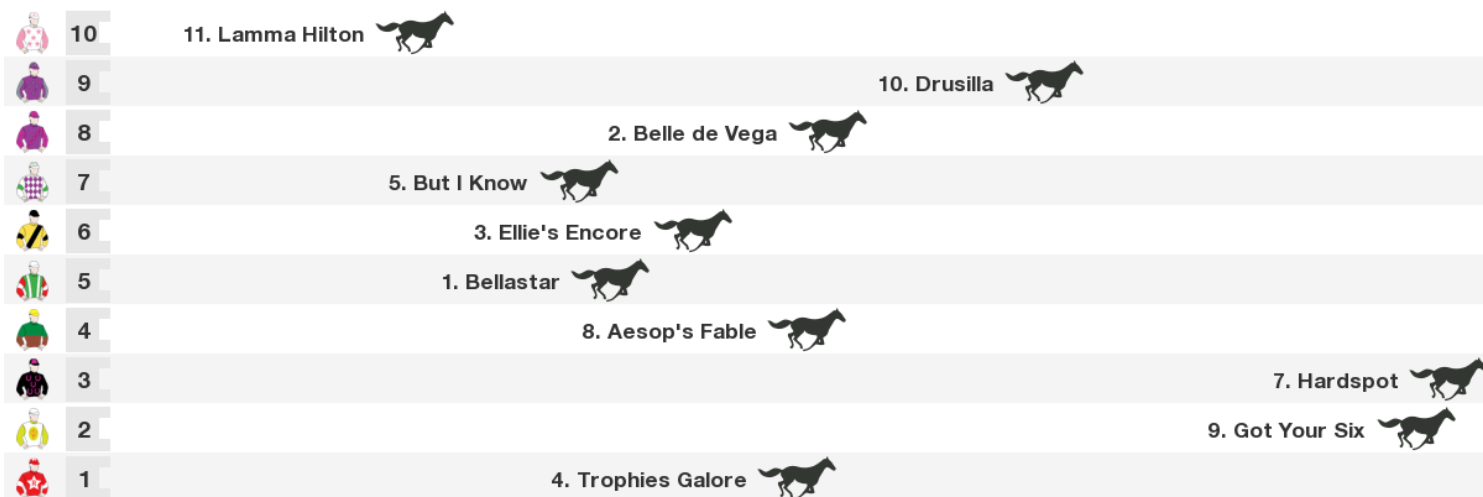 10 11. Lamma Hilton
9 10. Drusilla
8 2. Belle de Vega
7 5. But I Know
6 3. Ellie's Encore
5 1. Bellastar
4 8. Aesop's Fable
3 7. Hardspot
2 9. Got Your Six
1 4. Trophies Galore